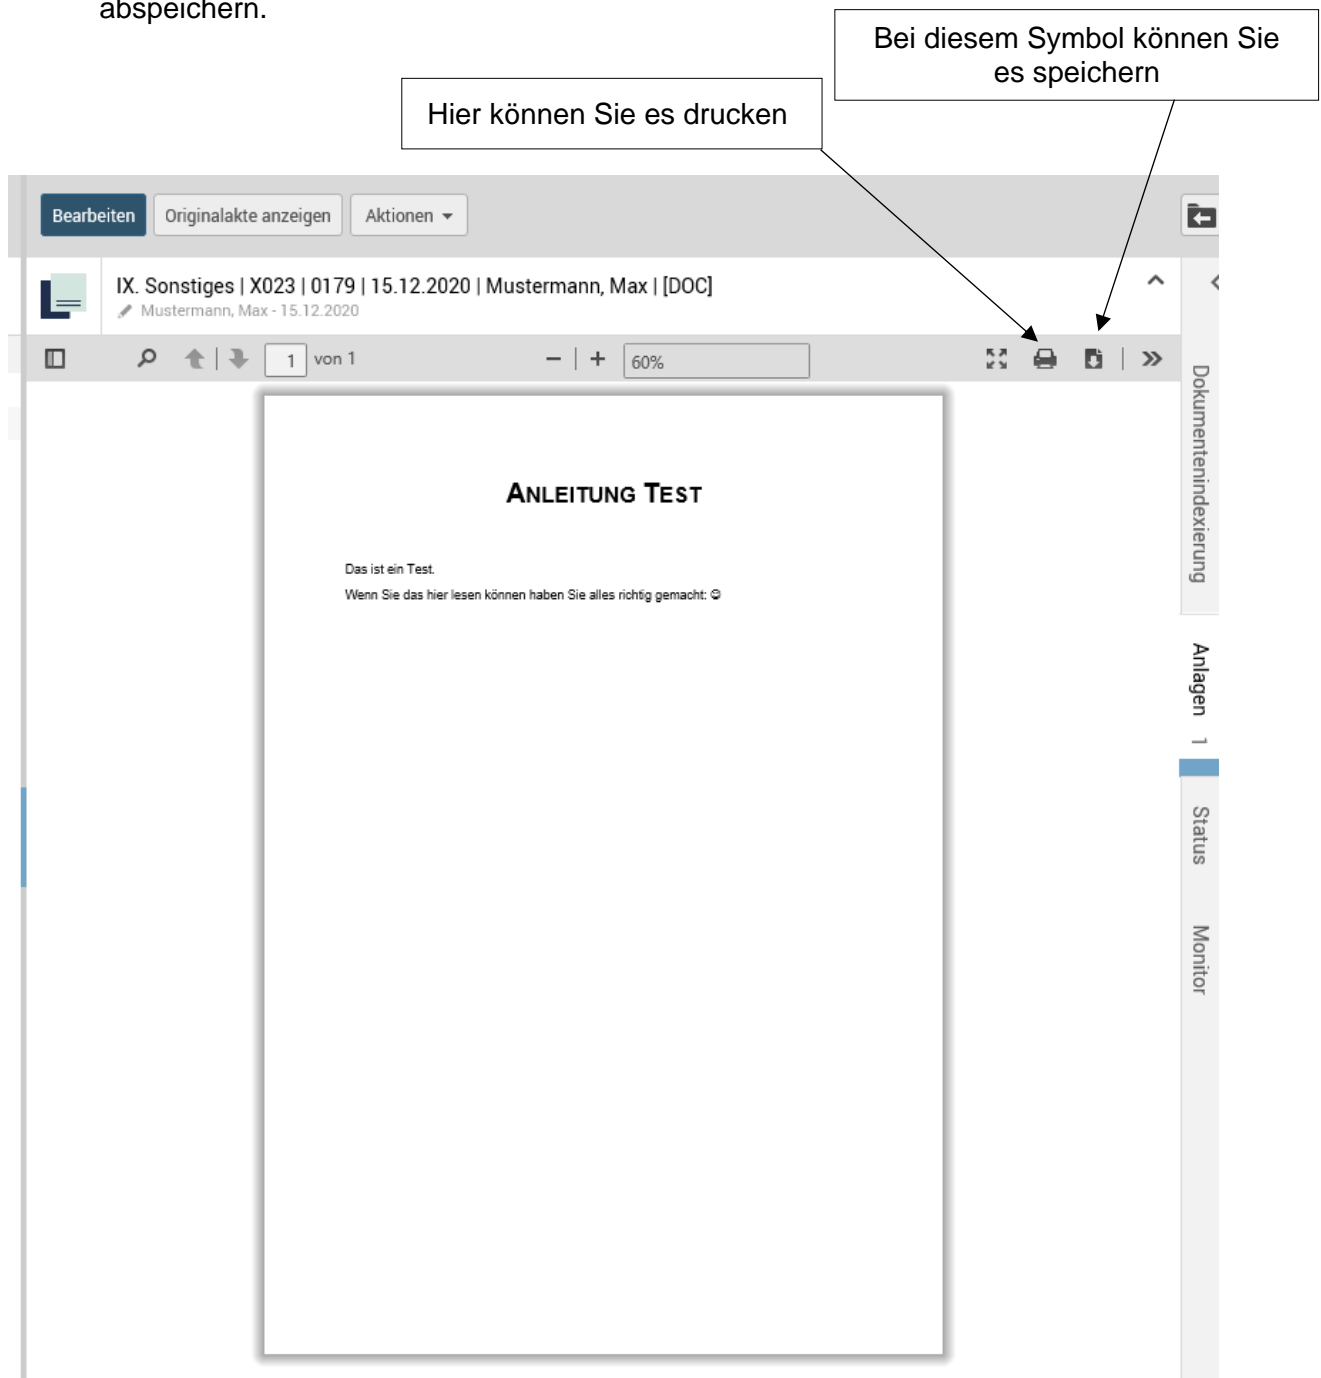 abspeichern.
Bei diesem Symbol können Sie
es speichern
Hier können Sie es drucken
Bearbeiten
Originalakte anzeigen
Aktionen
IX. Sonstiges | X023 | 0179 | 15.12.2020 | Mustermann, Max | [DOC]
Mustermann, Max - 15.12.2020
1 von 1
60%
ANLEITUNG TEST
Das ist ein Test.
Wenn Sie das hier lesen können haben Sie alles richtig gemacht: ☺
Dokumentenindexierung
Anlagen 1
Status
Monitor